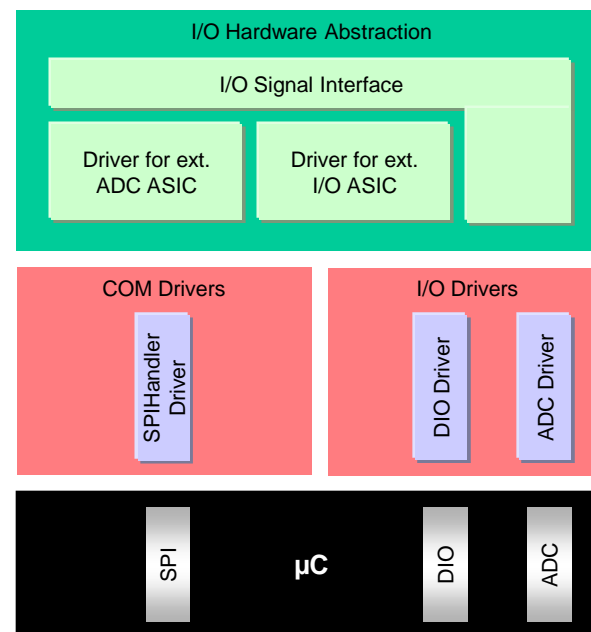 I/O Hardware Abstraction
I/O Signal Interface
Driver for ext.
ADC ASIC
Driver for ext.
I/O ASIC
COM Drivers
I/O Drivers
SPIHandler
Driver
DIO Driver
ADC Driver
SPI
µC
DIO
ADC